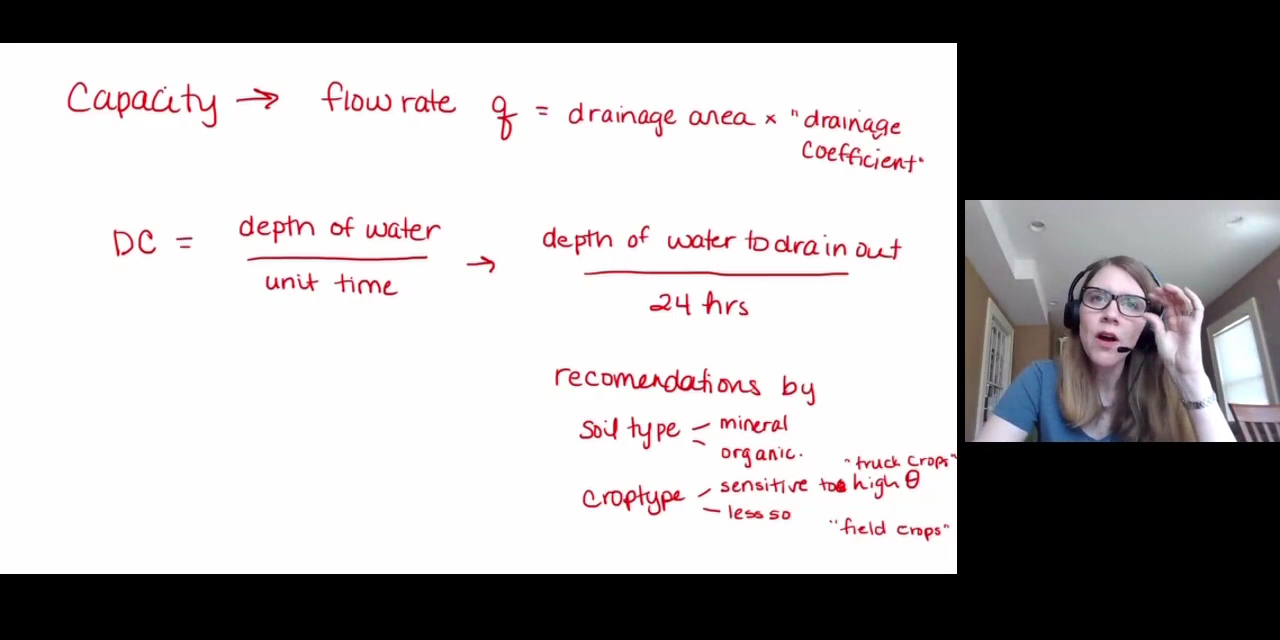 Capacity → flow rate q = drainage area × "drainage
coefficient"
DC = depth of water → depth of water to drain out
unit time 24 hrs
recomendations by
soil type - mineral
organic.
"truck crops"
croptype - sensitive to high θ
- less so
"field crops"